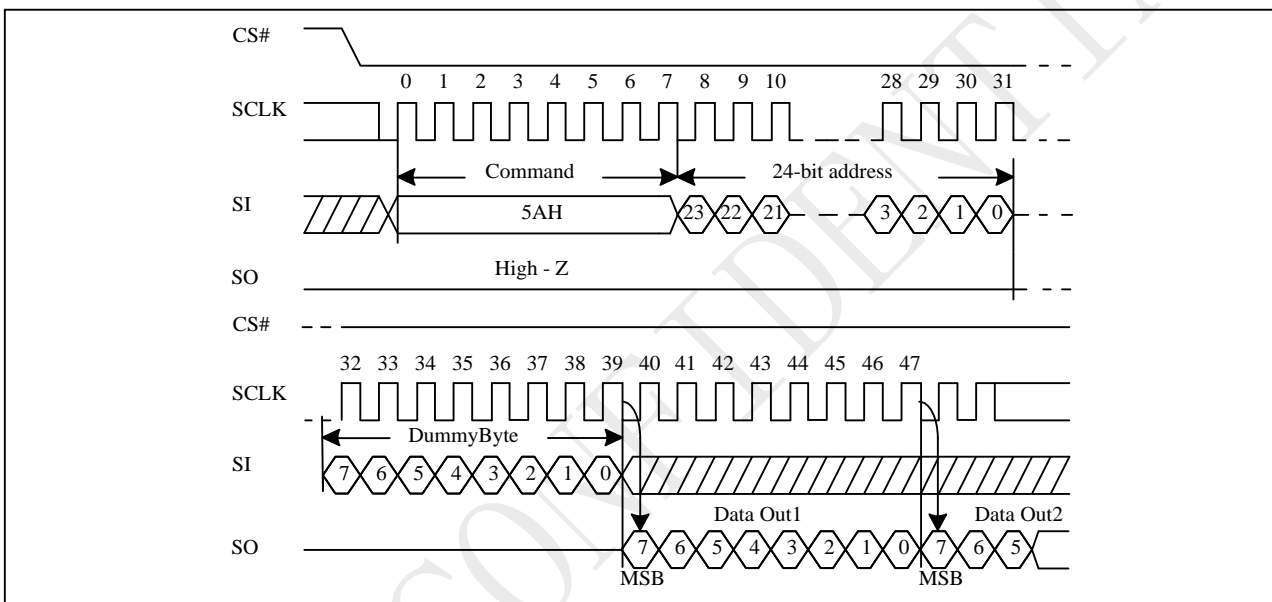 CS#
0 1 2 3 4 5 6 7 8 9 10 28 29 30 31
SCLK
Command 24-bit address
SI 5AH 23 22 21 3 2 1 0
High - Z
SO
CS#
32 33 34 35 36 37 38 39 40 41 42 43 44 45 46 47
SCLK
DummyByte
SI 7 6 5 4 3 2 1 0
Data Out1 Data Out2
SO 7 6 5 4 3 2 1 0 7 6 5
MSB MSB